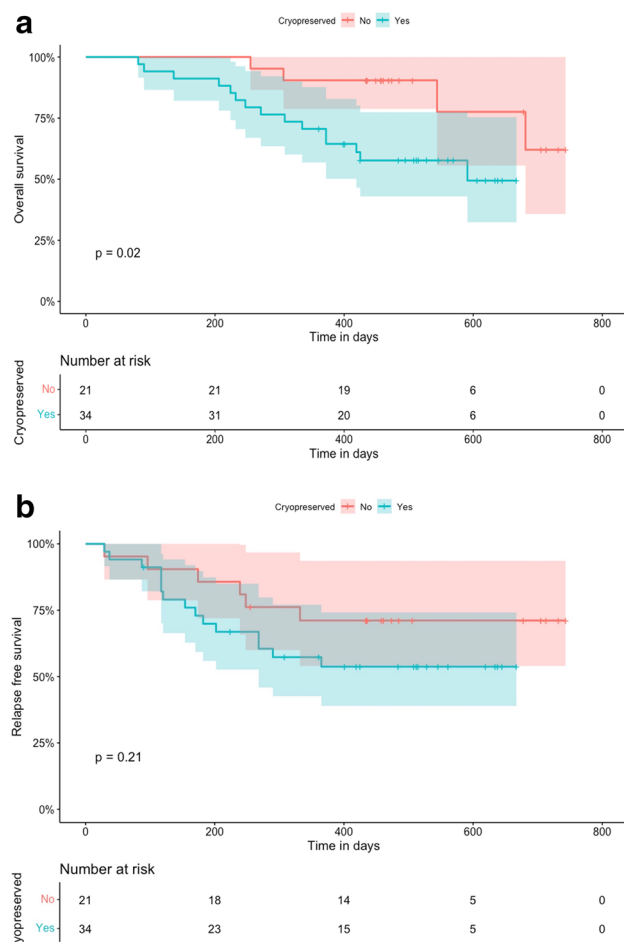 a
Cryopreserved No Yes
100%
75%
50%
25%
0%
Overall survival
p = 0.02
0 200 400 600 800
Time in days
Number at risk
Cryopreserved
No 21 21 19 6 0
Yes 34 31 20 6 0
0 200 400 600 800
Time in days
b
Cryopreserved No Yes
100%
75%
50%
25%
0%
Relapse free survival
p = 0.21
0 200 400 600 800
Time in days
Number at risk
yopreserved
No 21 18 14 5 0
Yes 34 23 15 5 0